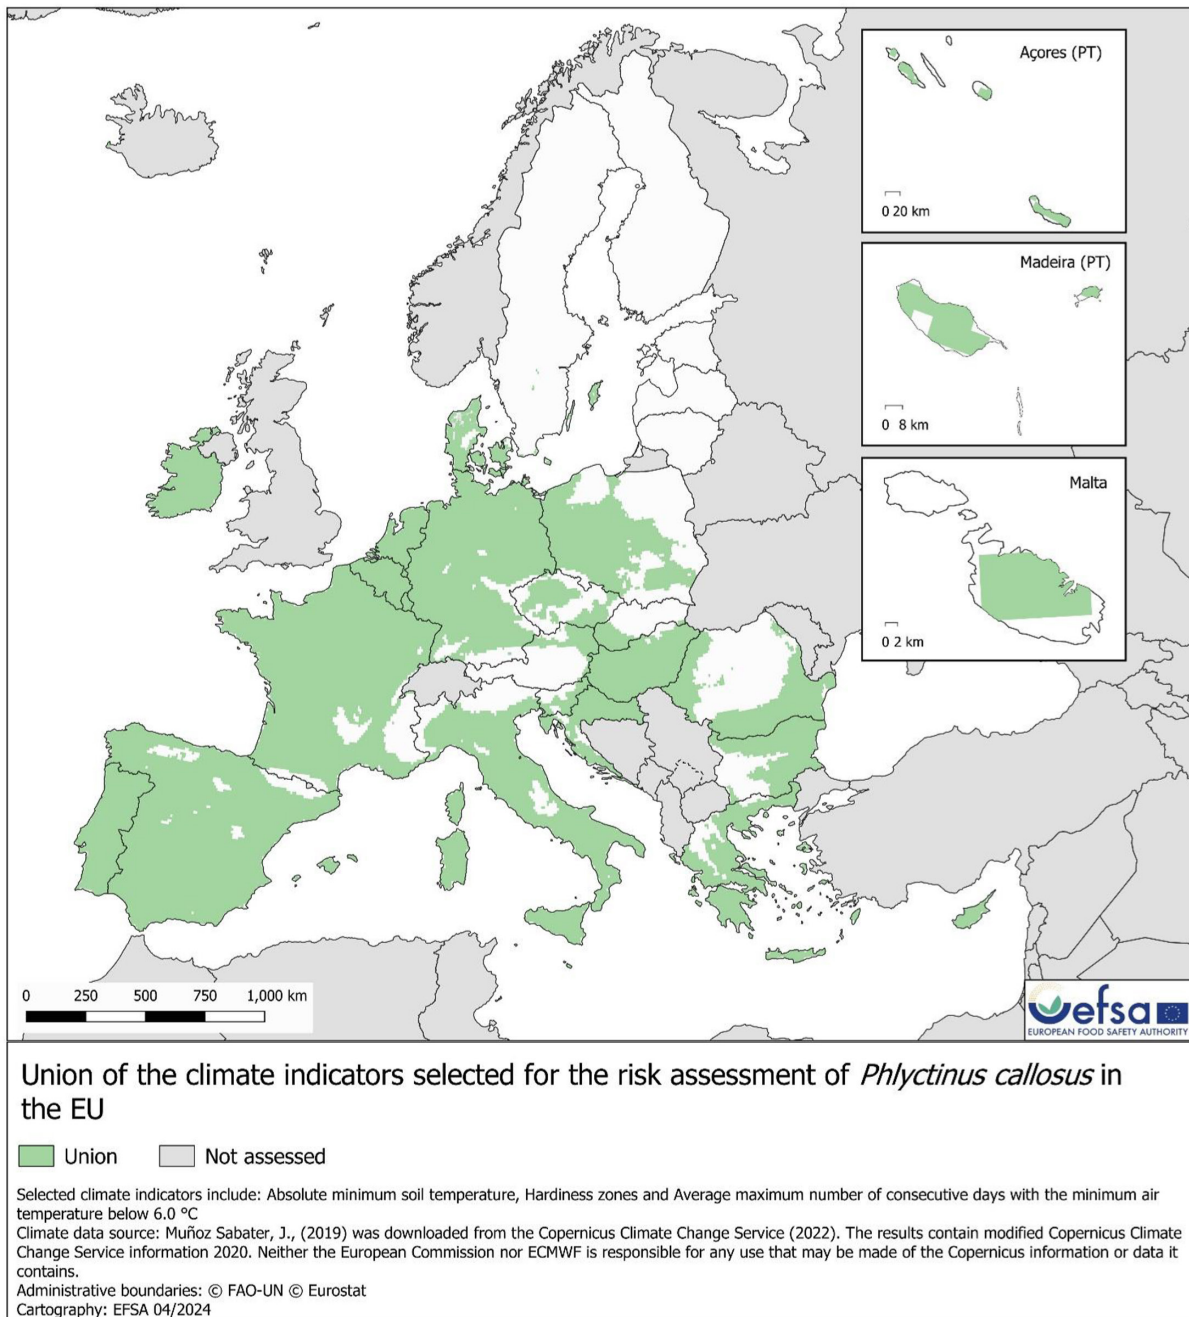 Açores (PT)
0 20 km
Madeira (PT)
0 8 km
Malta
0 2 km
0 250 500 750 1,000 km
efsa
EUROPEAN FOOD SAFETY AUTHORITY
Union of the climate indicators selected for the risk assessment of Phlyctinus callosus in
the EU
Union Not assessed
Selected climate indicators include: Absolute minimum soil temperature, Hardiness zones and Average maximum number of consecutive days with the minimum air
temperature below 6.0 °C
Climate data source: Muñoz Sabater, J., (2019) was downloaded from the Copernicus Climate Change Service (2022). The results contain modified Copernicus Climate
Change Service information 2020. Neither the European Commission nor ECMWF is responsible for any use that may be made of the Copernicus information or data it
contains.
Administrative boundaries: © FAO-UN © Eurostat
Cartography: EFSA 04/2024